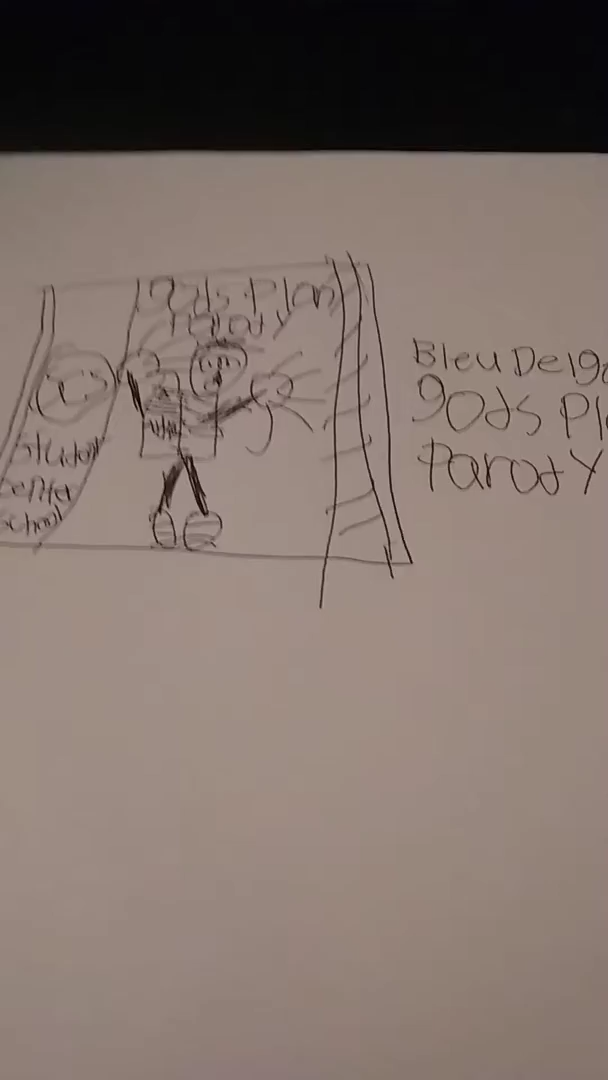 gods Plan
Parody
Student
center
school
Bleu Delga
gods Pl
Parody